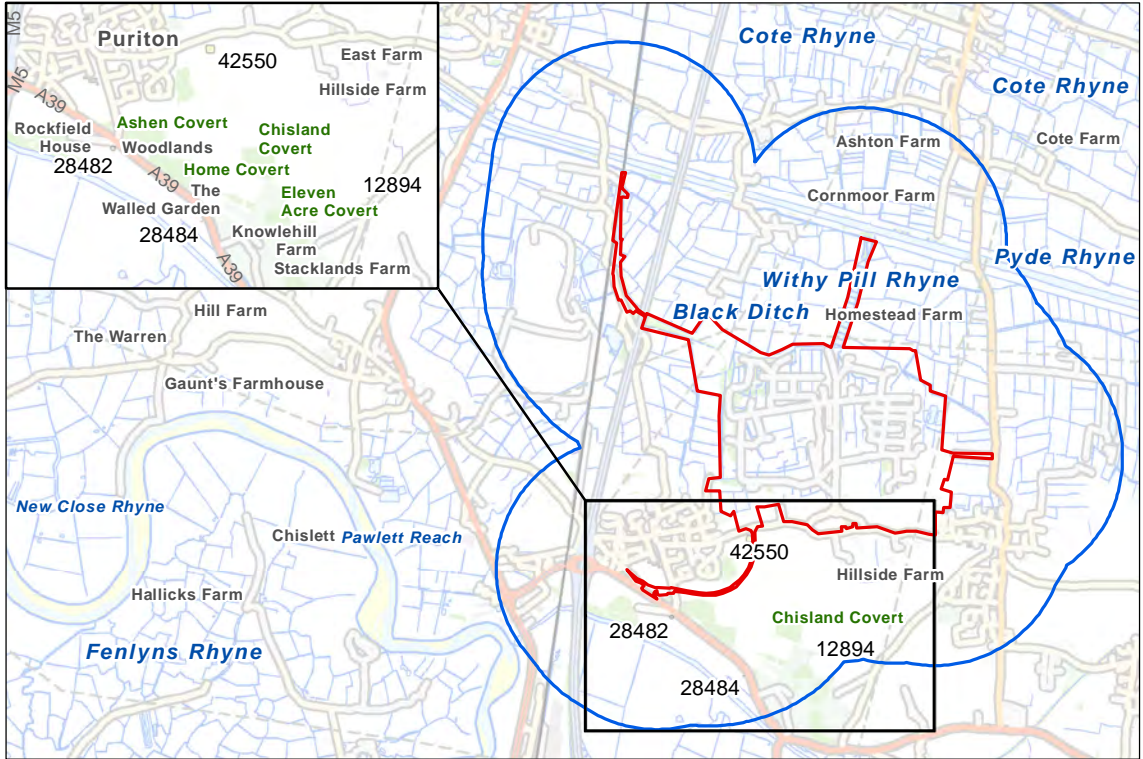 M5
Puriton
42550
East Farm
Hillside Farm
M5
A39
Rockfield
House
Ashen Covert
Woodlands
Chisland
Covert
28482
Home Covert
A39
The
Walled Garden
12894
Eleven
Acre Covert
28484
Knowlehill
Farm
A39
Stacklands Farm
Cote Rhyne
Cote Rhyne
Ashton Farm
Cote Farm
Cornmoor Farm
Pyde Rhyne
Withy Pill Rhyne
Black Ditch
Homestead Farm
Hill Farm
The Warren
Gaunt's Farmhouse
New Close Rhyne
Chislett
Pawlett Reach
Hallicks Farm
Fenlyns Rhyne
42550
Hillside Farm
Chisland Covert
28482
12894
28484